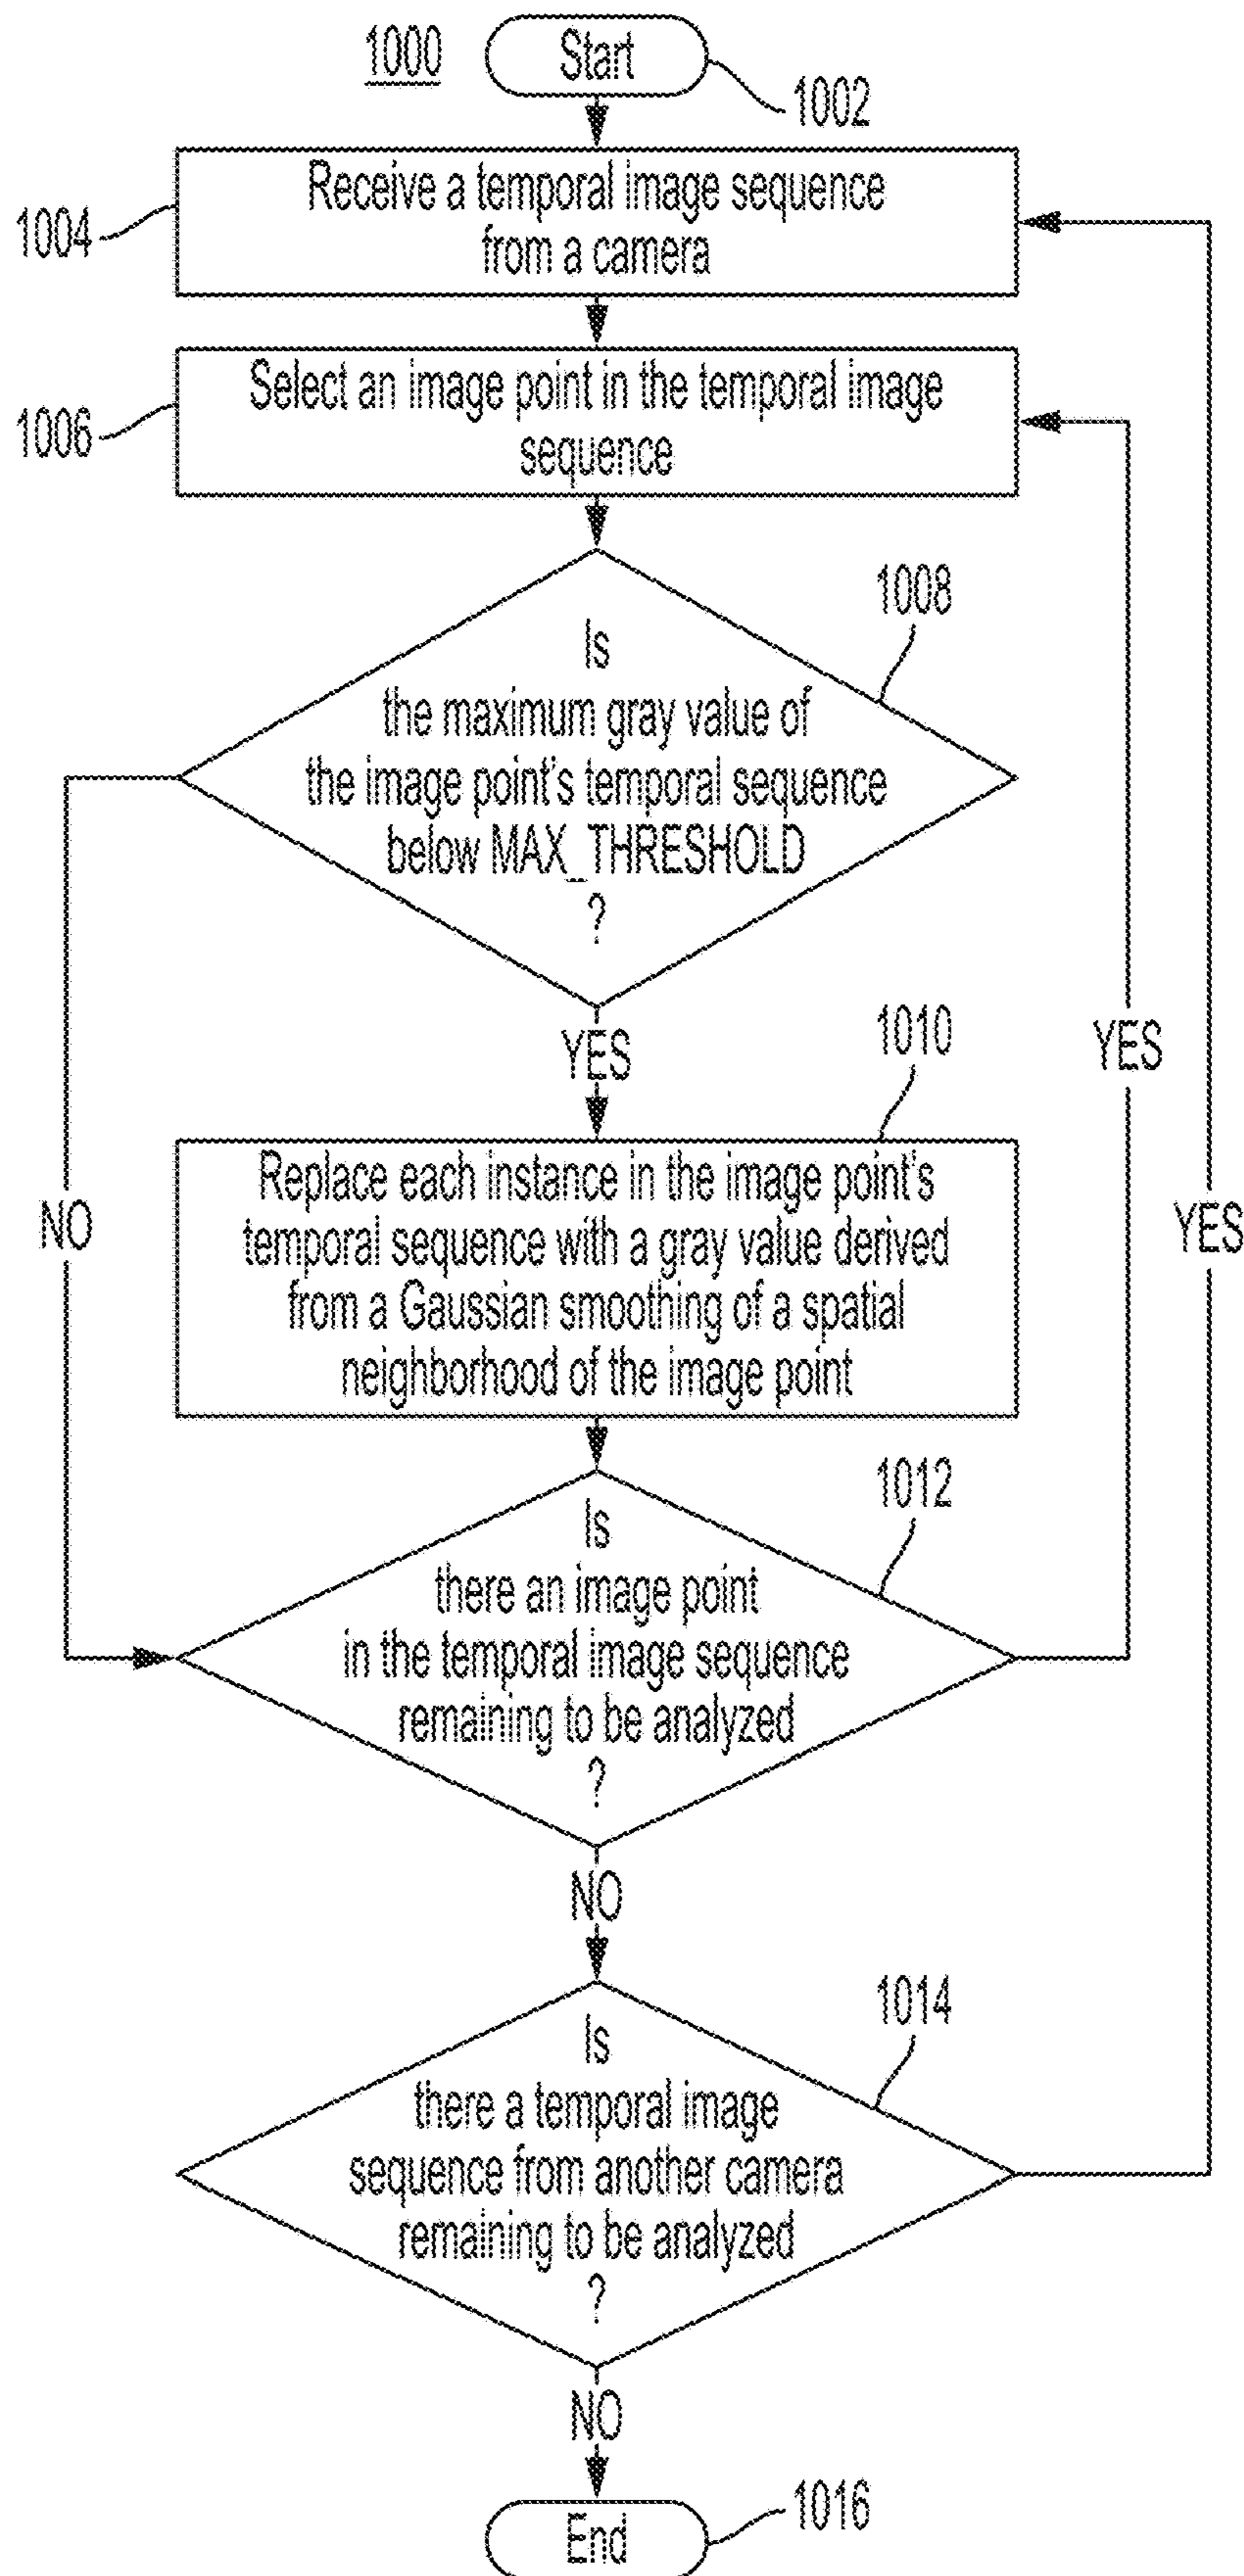 1000
Start
1002
Receive a temporal image sequence
from a camera
1004
Select an image point in the temporal image
sequence
1006
1008
Is
the maximum gray value of
the image point's temporal sequence
below MAX_THRESHOLD
?
YES
1010
YES
Replace each instance in the image point's
temporal sequence with a gray value derived
from a Gaussian smoothing of a spatial
neighborhood of the image point
NO
YES
1012
Is
there an image point
in the temporal image sequence
remaining to be analyzed
?
NO
1014
Is
there a temporal image
sequence from another camera
remaining to be analyzed
?
NO
End
1016